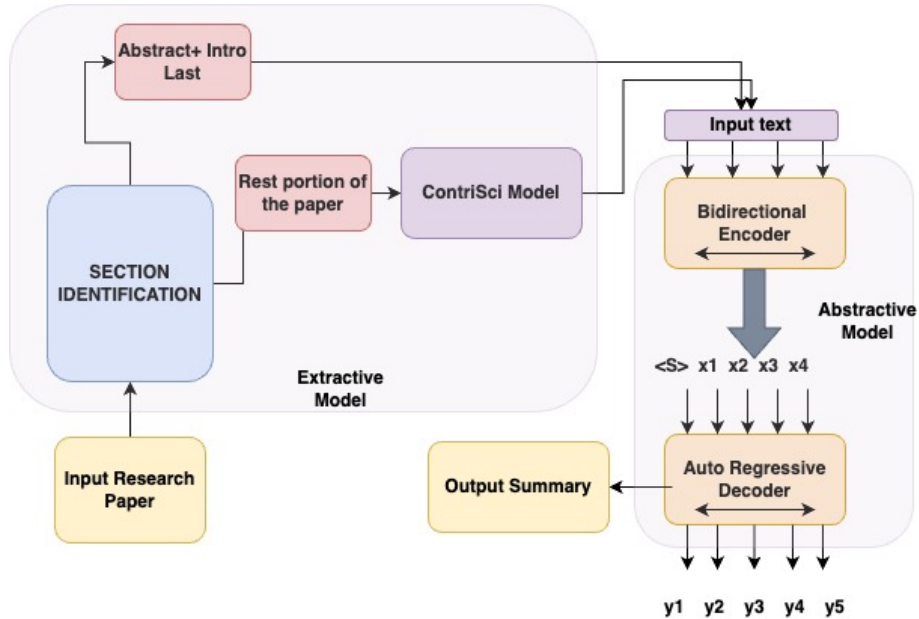 Abstract+ Intro
Last
Input text
Rest portion of
the paper
ContriSci Model
Bidirectional
Encoder
SECTION
IDENTIFICATION
Abstractive
Model
<S> x1 x2 x3 x4
Extractive
Model
Input Research
Paper
Output Summary
Auto Regressive
Decoder
y1 y2 y3 y4 y5